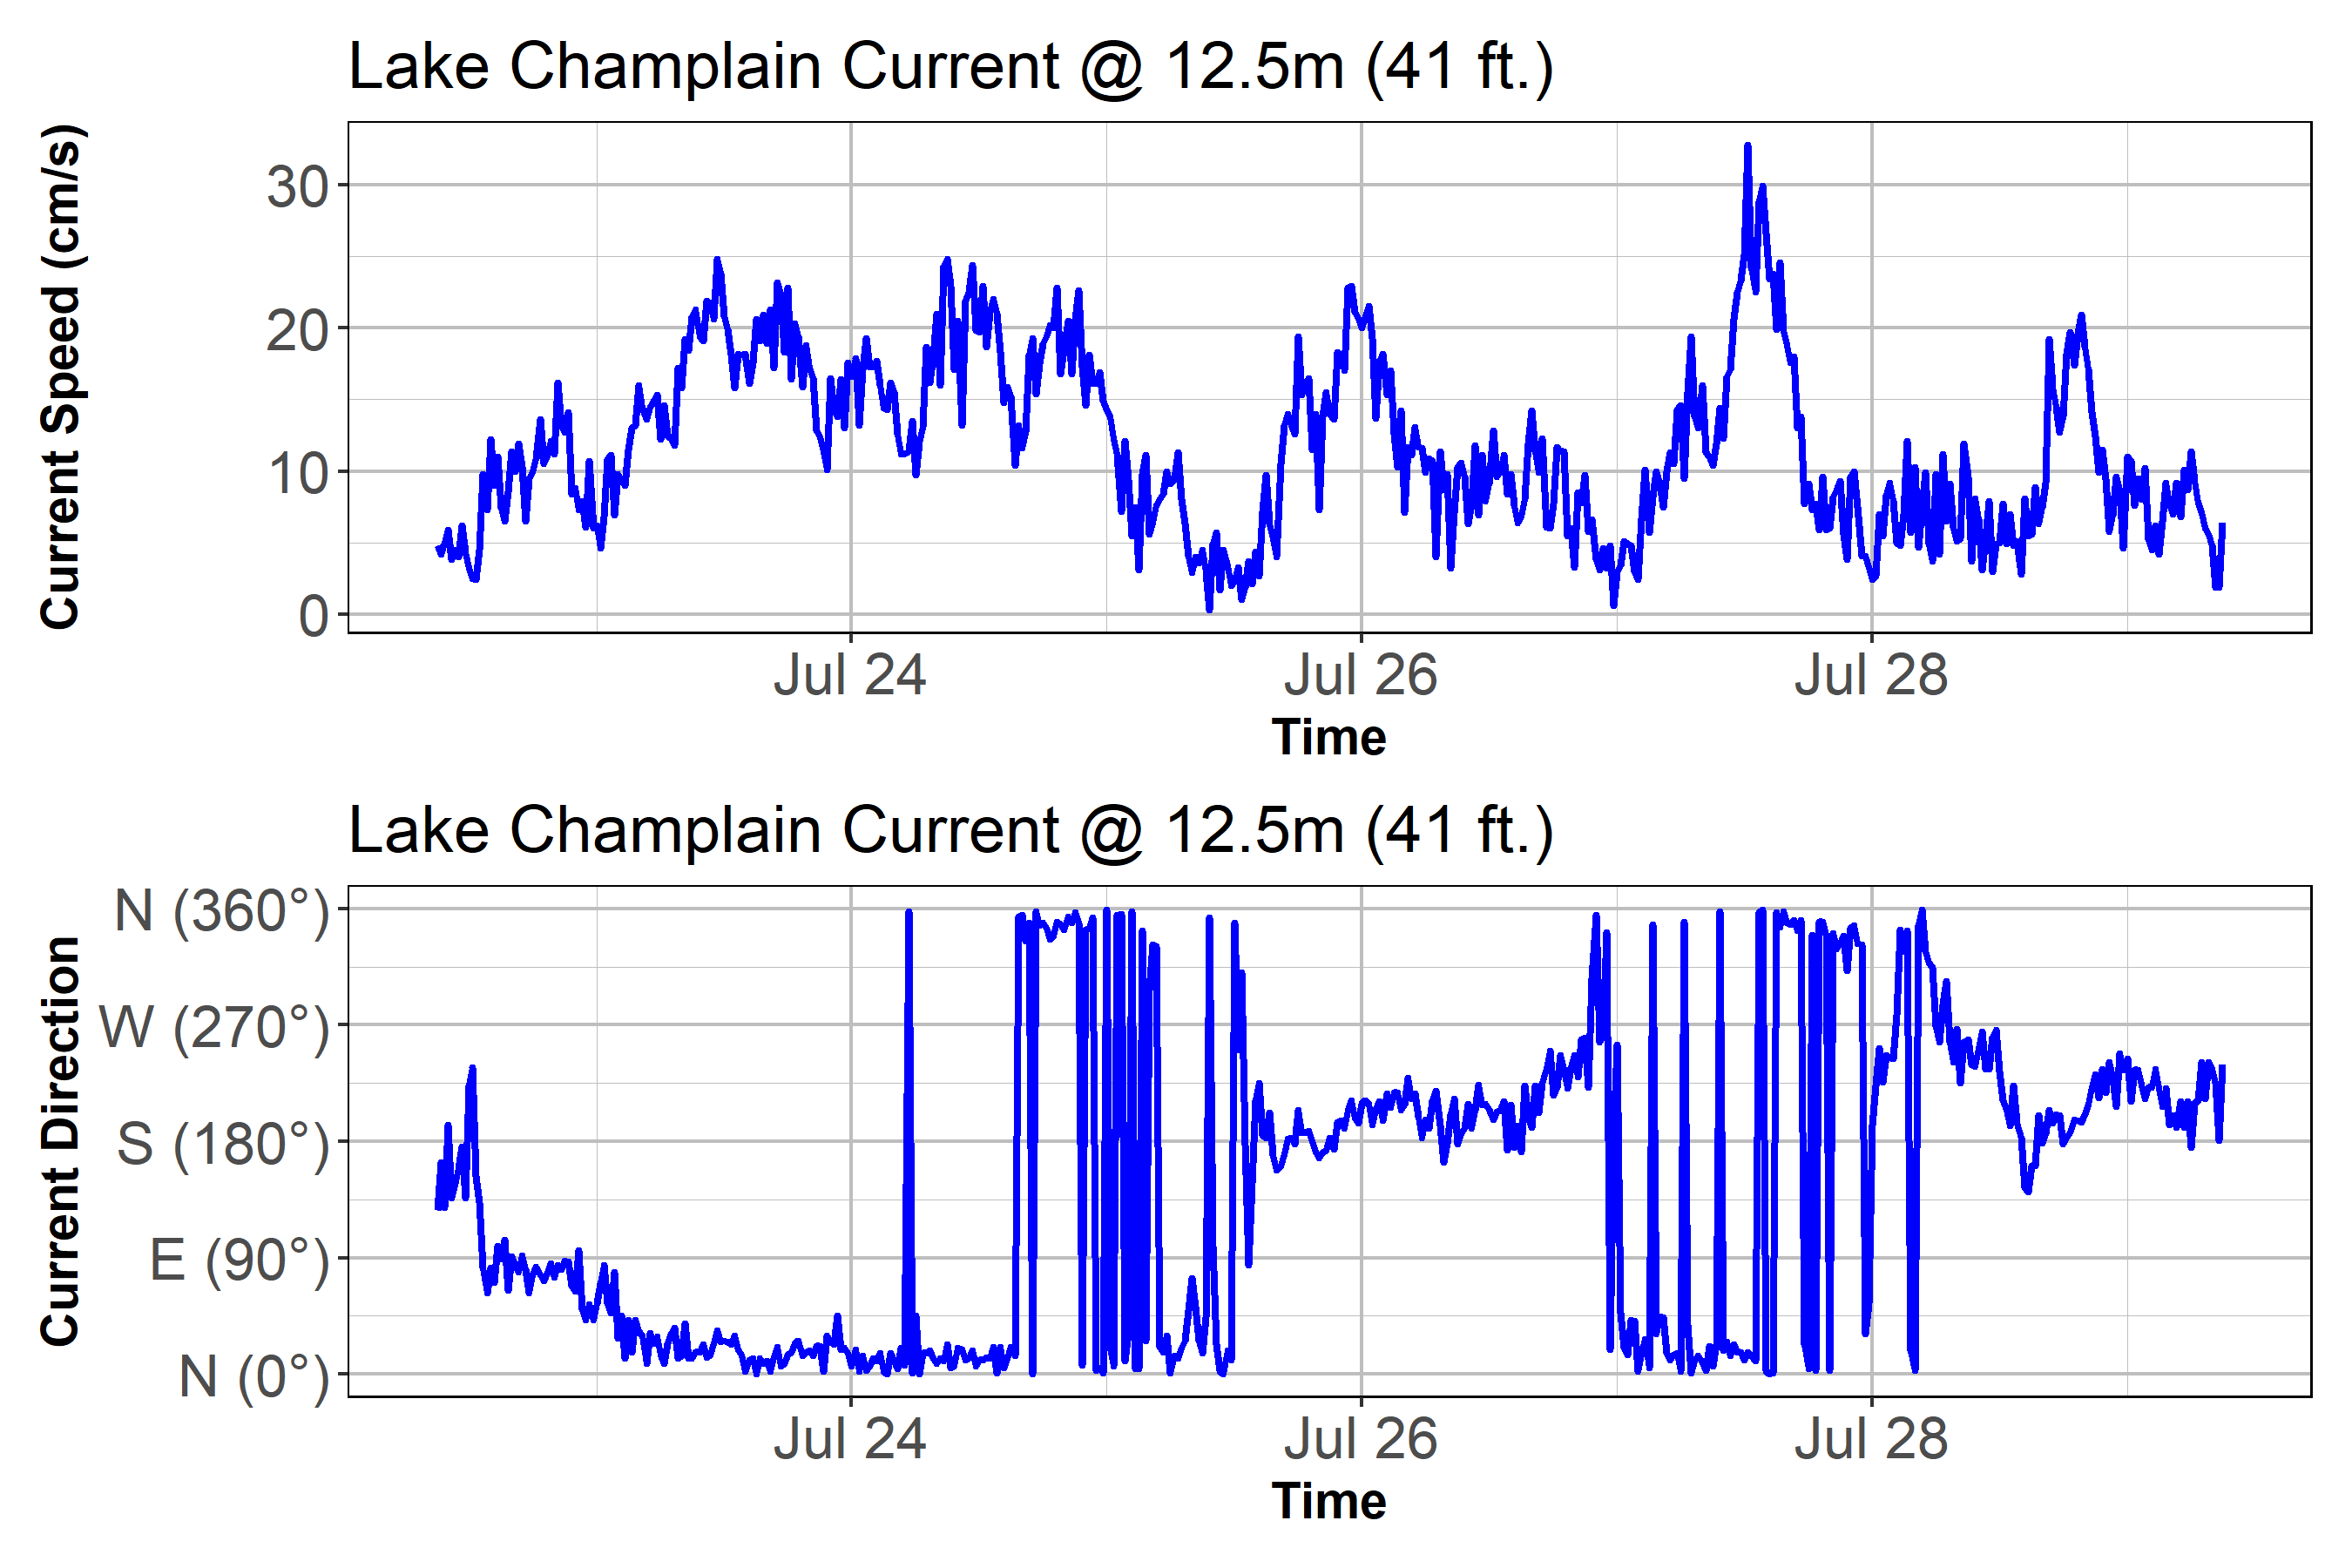 Lake Champlain Current @ 12.5m (41 ft.)
Current Speed (cm/s)
30
20
10
0
Jul 24 Jul 26 Jul 28
Time
Lake Champlain Current @ 12.5m (41 ft.)
Current Direction
N (360°)
W (270°)
S (180°)
E (90°)
N (0°)
Jul 24 Jul 26 Jul 28
Time